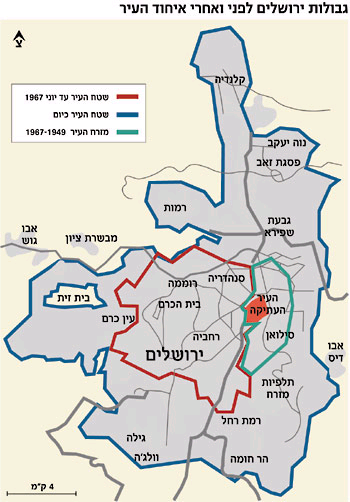 גבולות ירושלים לפני ואחרי איחוד העיר
שטח העיר עד יוני 1967
שטח העיר כיום
מזרח העיר 1967-1949
קלנדיה
נוה יעקב
פסגת זאב
רמות
גבעת
שפירא
אבו
גוש
מבשרת ציון
סנהדריה
רוממה
בית זית
בית הכרם
העיר
העתיקה
עין כרם
רחביה
סילואן
ירושלים
אבו
דיס
תלפיות
מזרח
רמת רחל
גילה
וולג'ה
הר חומה
4 ק"מ